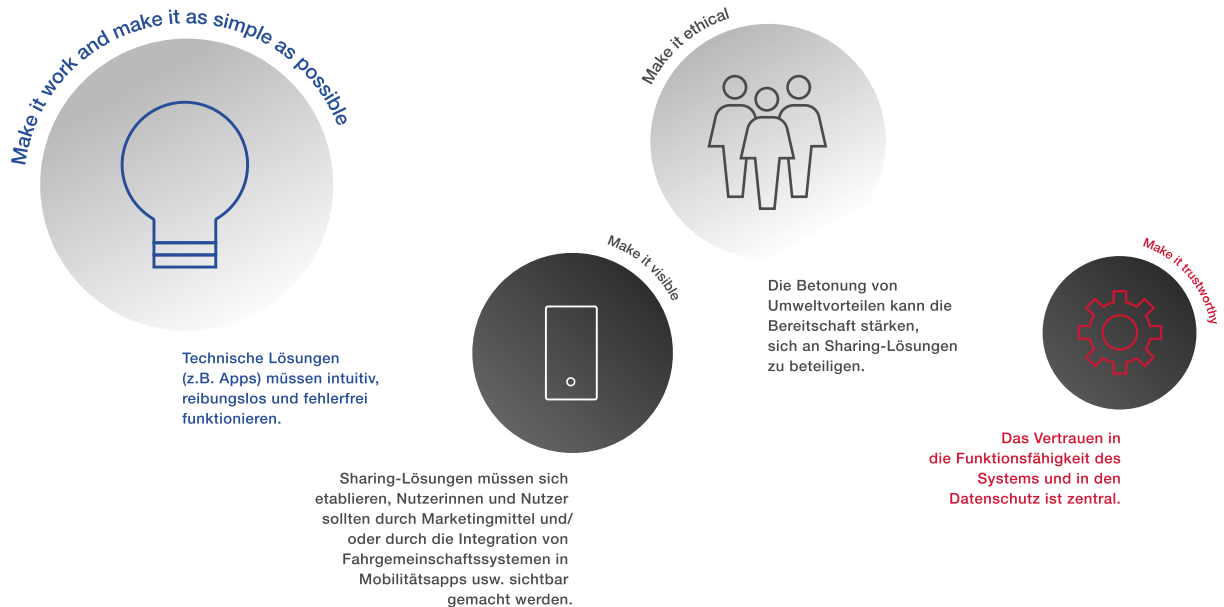 Make it work and make it as simple as possible
Technische Lösungen
(z.B. Apps) müssen intuitiv,
reibungslos und fehlerfrei
funktionieren.
Make it visible
Sharing-Lösungen müssen sich
etablieren, Nutzerinnen und Nutzer
sollten durch Marketingmittel und/
oder durch die Integration von
Fahrgemeinschaftssystemen in
Mobilitätsapps usw. sichtbar
gemacht werden.
Make it ethical
Die Betonung von
Umweltvorteilen kann die
Bereitschaft stärken,
sich an Sharing-Lösungen
zu beteiligen.
Make it trustworthy
Das Vertrauen in
die Funktionsfähigkeit des
Systems und in den
Datenschutz ist zentral.